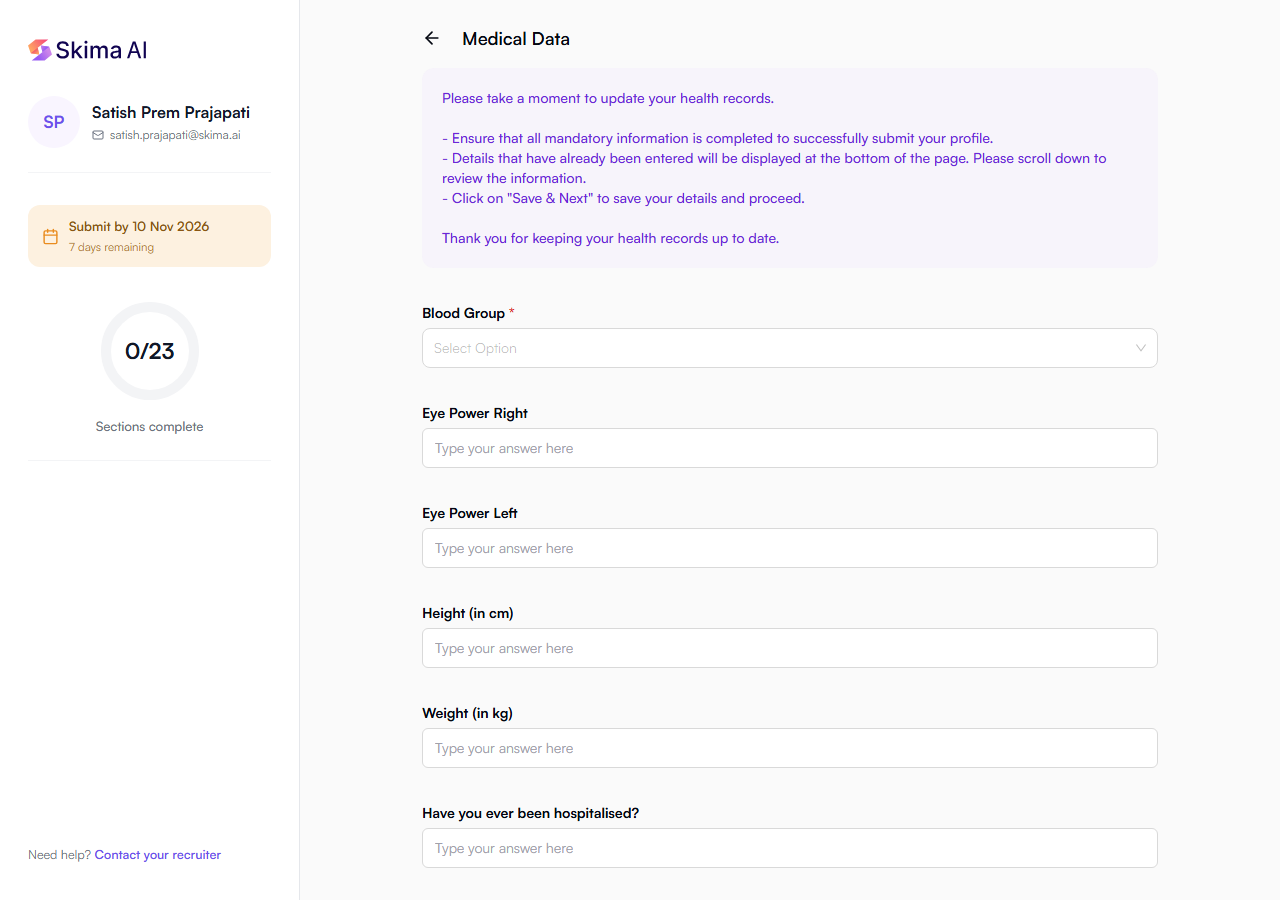 Skima AI
SP
Satish Prem Prajapati
satish.prajapati@skima.ai
Submit by 10 Nov 2026
7 days remaining
0/23
Sections complete
Need help? Contact your recruiter
Medical Data
Please take a moment to update your health records.
- Ensure that all mandatory information is completed to successfully submit your profile.
- Details that have already been entered will be displayed at the bottom of the page. Please scroll down to
review the information.
- Click on "Save & Next" to save your details and proceed.
Thank you for keeping your health records up to date.
Blood Group *
Select Option
Eye Power Right
Type your answer here
Eye Power Left
Type your answer here
Height (in cm)
Type your answer here
Weight (in kg)
Type your answer here
Have you ever been hospitalised?
Type your answer here